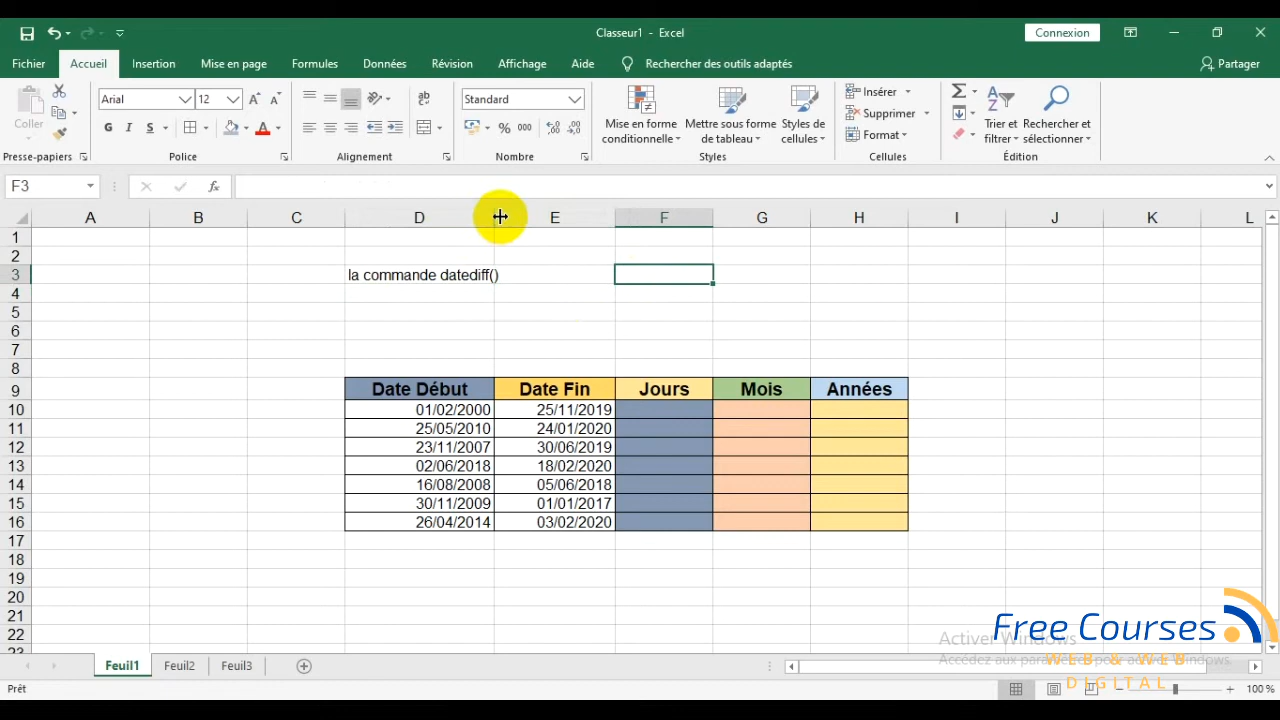 Classeur1 - Excel
Connexion
Fichier Accueil Insertion Mise en page Formules Données Révision Affichage Aide Rechercher des outils adaptés Partager
Coller
Arial 12
G I S
Standard
% 000
Mise en forme conditionnelle
Mettre sous forme de tableau
Styles de cellules
Insérer
Supprimer
Format
Trier et filtrer
Rechercher et sélectionner
Presse-papiers Police Alignement Nombre Styles Cellules Édition
F3 fx
A B C D E F G H I J K L
1
2
3 la commande datediff()
4
5
6
7
8
9 Date Début Date Fin Jours Mois Années
10 01/02/2000 25/11/2019
11 25/05/2010 24/01/2020
12 23/11/2007 30/06/2019
13 02/06/2018 18/02/2020
14 16/08/2008 05/06/2018
15 30/11/2009 01/01/2017
16 26/04/2014 03/02/2020
17
18
19
20
21
22
23
Free Courses
WEB & WEB
DIGITAL
Activer Windows
Accédez aux paramètres pour activer Windows.
Feuil1 Feuil2 Feuil3
Prêt
100 %